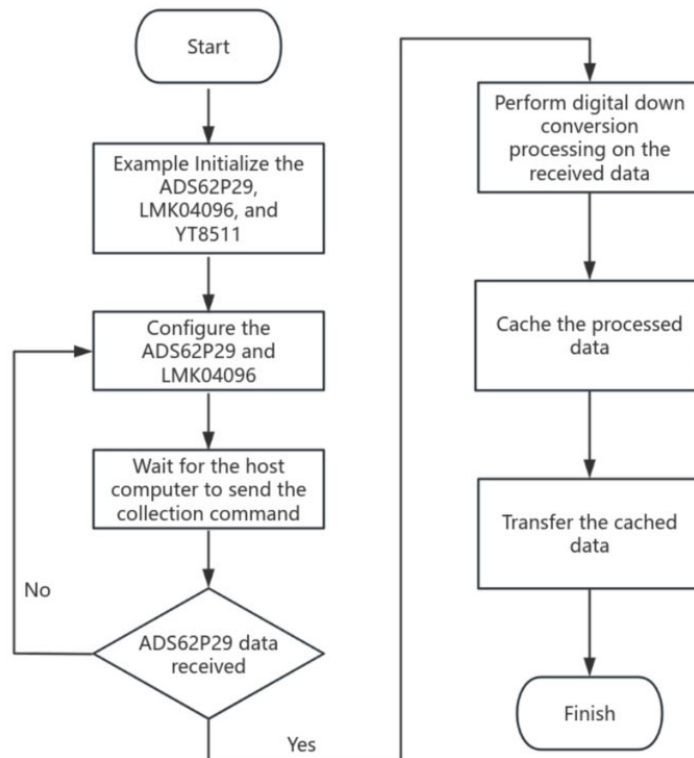 Start
Example Initialize the
ADS62P29,
LMK04096, and
YT8511
Configure the
ADS62P29 and
LMK04096
Wait for the host
computer to send the
collection command
No
ADS62P29 data
received
Yes
Perform digital down
conversion
processing on the
received data
Cache the processed
data
Transfer the cached
data
Finish